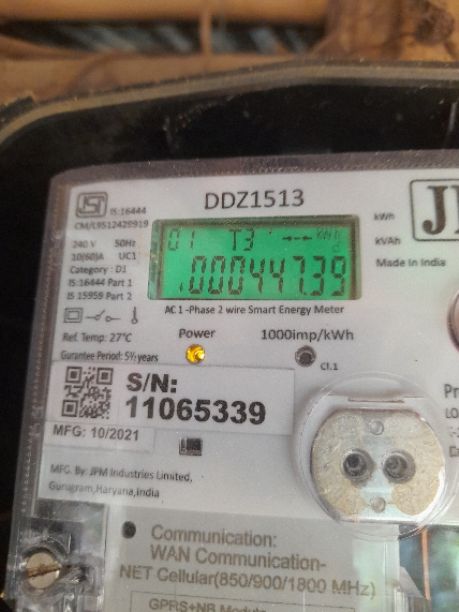 DDZ1513
IS:16444
CM/L9512429919
240 V 50Hz
10(60)A UC1
Category : D1
IS:16444 Part 1
IS 15959 Part 2
01 T3 kWh
000447.39
kWh
kVAh
Made in India
AC 1 -Phase 2 wire Smart Energy Meter
Ref. Temp: 27°C
Power
1000imp/kWh
Gurantee Period: 5½ years
Cl.1
S/N:
11065339
MFG: 10/2021
MFG. By: JPM Industries Limited,
Gurugram,Haryana,india
Communication:
WAN Communication-
NET Cellular(850/900/1800 MHz)